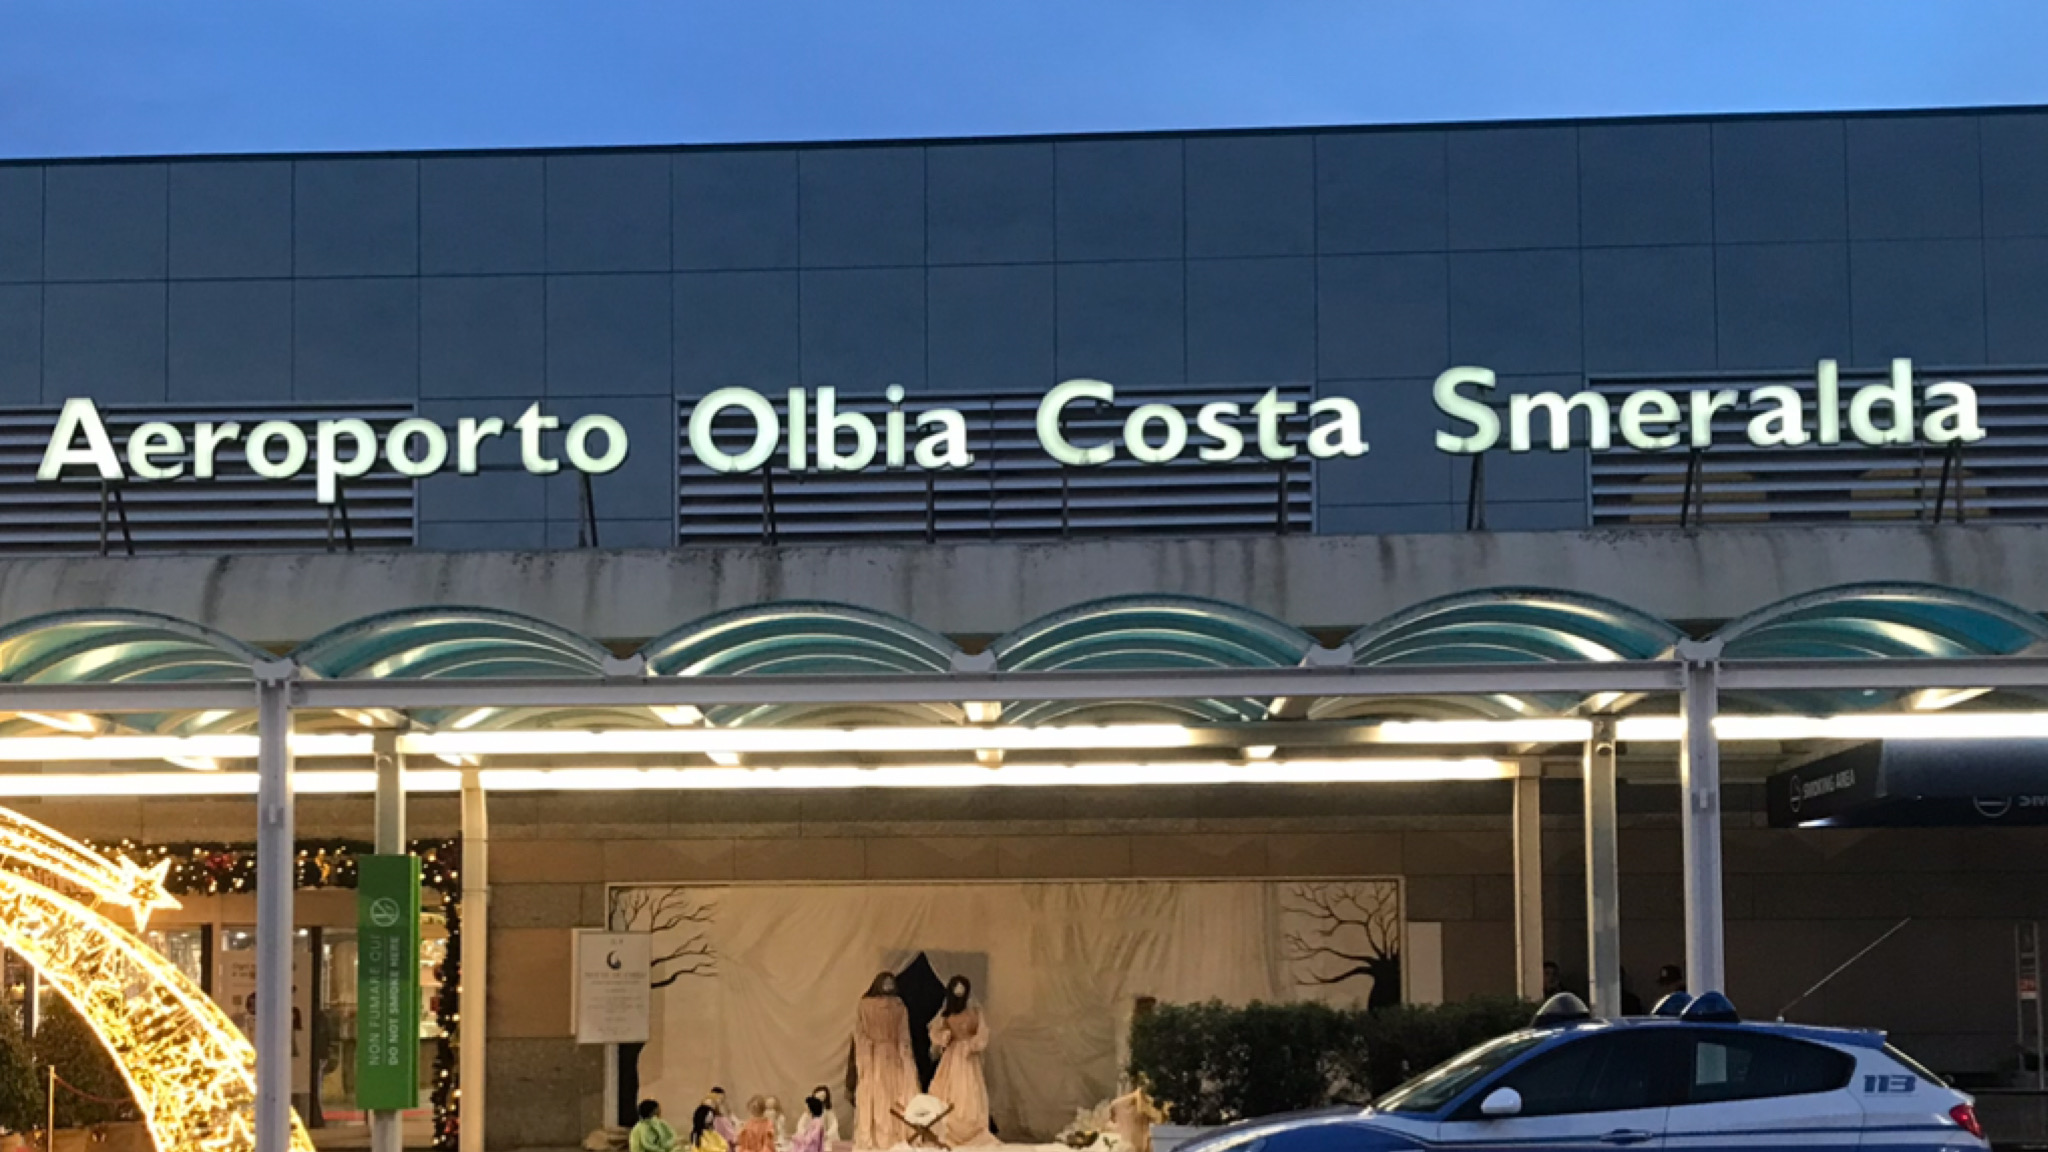 Aeroporto Olbia Costa Smeralda
SMOKING AREA
NON FUMARE QUI
DO NOT SMOKE HERE
113